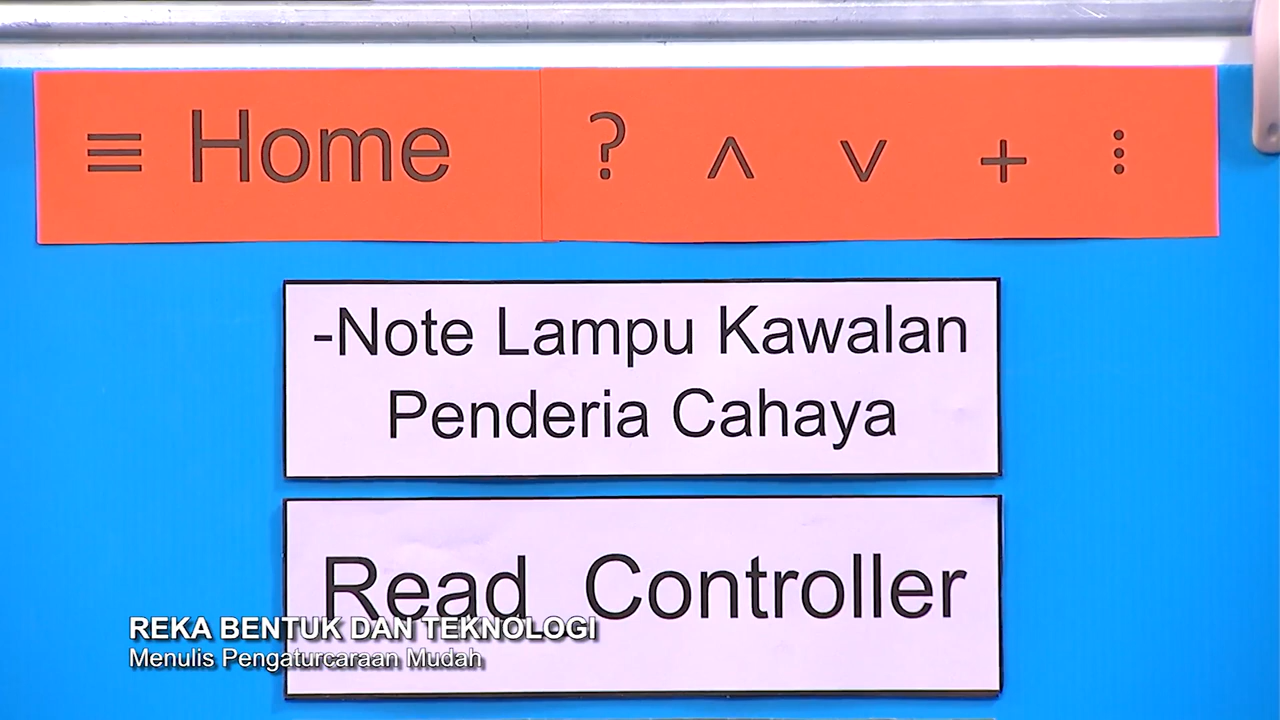 ≡ Home ? ∧ ∨ + ⋮
-Note Lampu Kawalan
Penderia Cahaya
Read Controller
REKA BENTUK DAN TEKNOLOGI
Menulis Pengaturcaraan Mudah